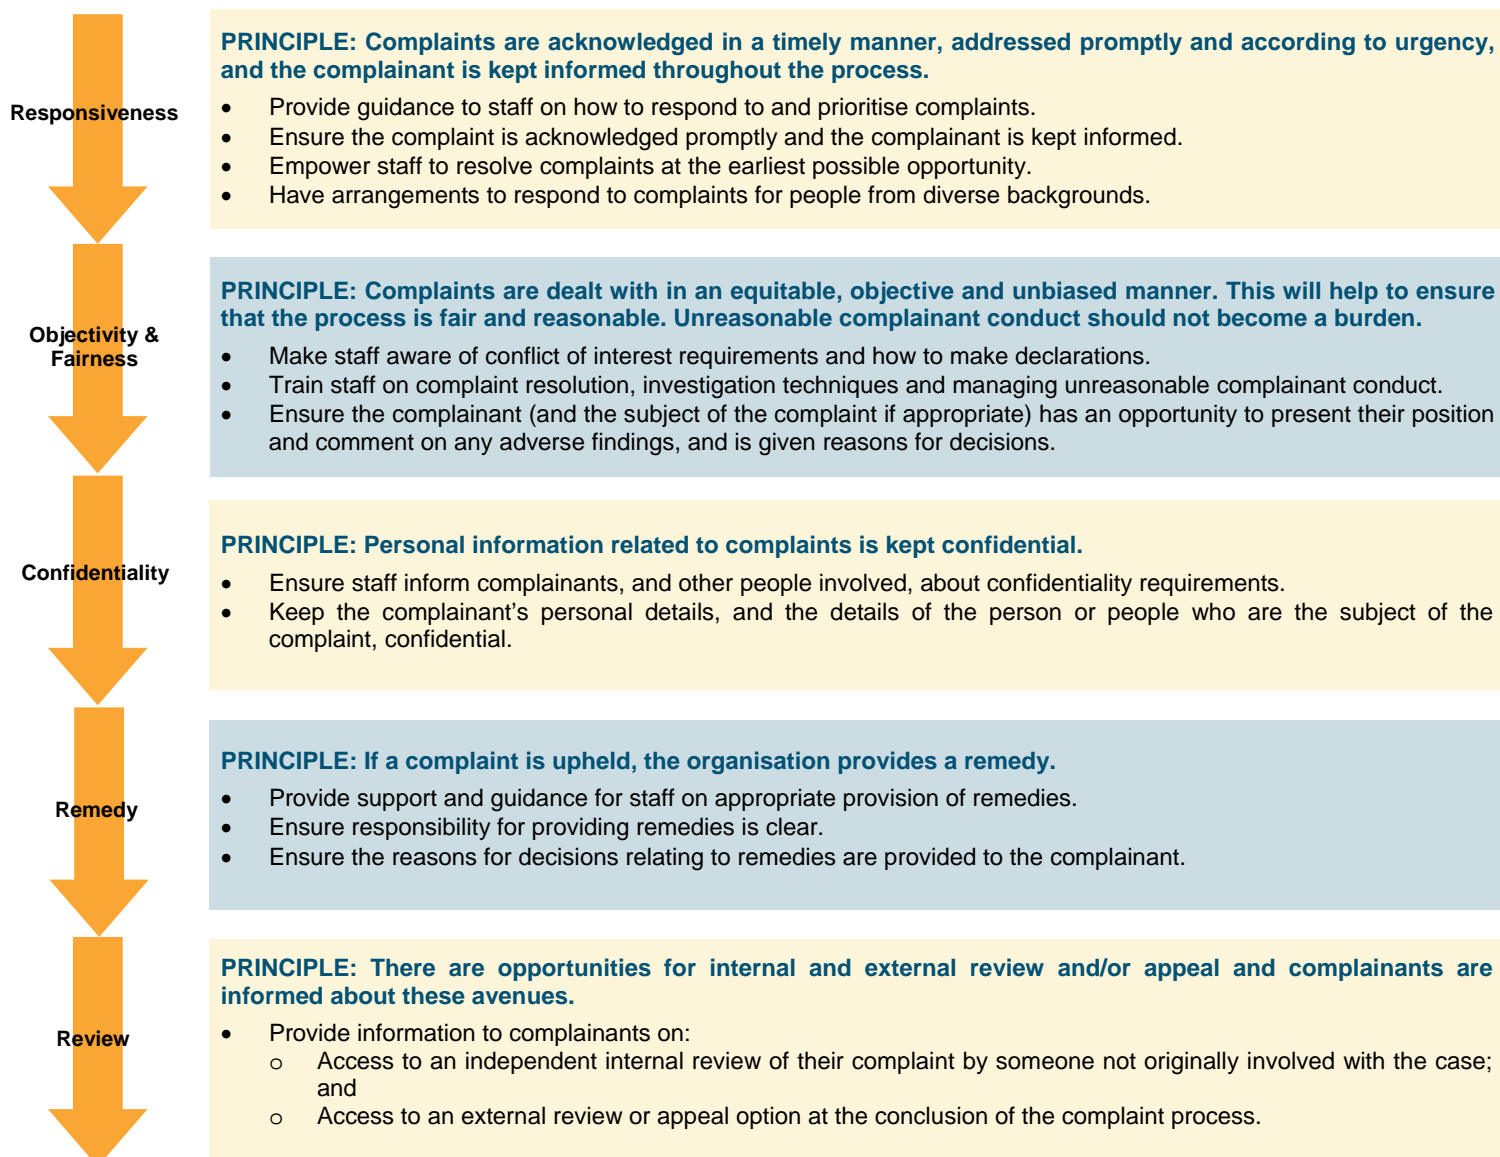 Responsiveness
PRINCIPLE: Complaints are acknowledged in a timely manner, addressed promptly and according to urgency,
and the complainant is kept informed throughout the process.
• Provide guidance to staff on how to respond to and prioritise complaints.
• Ensure the complaint is acknowledged promptly and the complainant is kept informed.
• Empower staff to resolve complaints at the earliest possible opportunity.
• Have arrangements to respond to complaints for people from diverse backgrounds.
Objectivity &
Fairness
PRINCIPLE: Complaints are dealt with in an equitable, objective and unbiased manner. This will help to ensure
that the process is fair and reasonable. Unreasonable complainant conduct should not become a burden.
• Make staff aware of conflict of interest requirements and how to make declarations.
• Train staff on complaint resolution, investigation techniques and managing unreasonable complainant conduct.
• Ensure the complainant (and the subject of the complaint if appropriate) has an opportunity to present their position
and comment on any adverse findings, and is given reasons for decisions.
Confidentiality
PRINCIPLE: Personal information related to complaints is kept confidential.
• Ensure staff inform complainants, and other people involved, about confidentiality requirements.
• Keep the complainant’s personal details, and the details of the person or people who are the subject of the
complaint, confidential.
Remedy
PRINCIPLE: If a complaint is upheld, the organisation provides a remedy.
• Provide support and guidance for staff on appropriate provision of remedies.
• Ensure responsibility for providing remedies is clear.
• Ensure the reasons for decisions relating to remedies are provided to the complainant.
Review
PRINCIPLE: There are opportunities for internal and external review and/or appeal and complainants are
informed about these avenues.
• Provide information to complainants on:
o Access to an independent internal review of their complaint by someone not originally involved with the case;
and
o Access to an external review or appeal option at the conclusion of the complaint process.